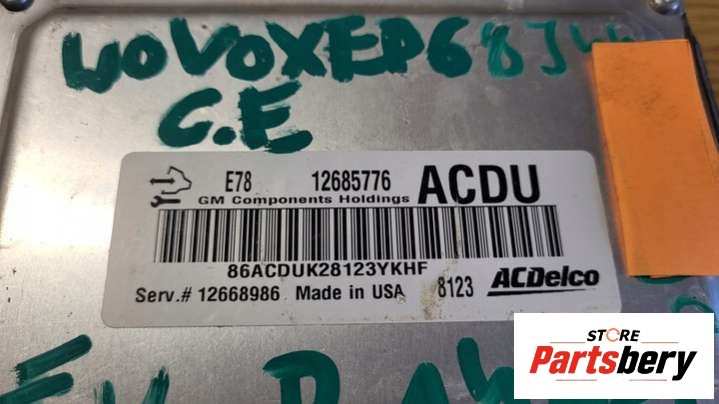 WOVOXEP68J
C.E
E78 12685776 ACDU
GM Components Holdings
86ACDUK28123YKHF
Serv.# 12668986 Made in USA 8123 ACDelco
STORE
Partsbery